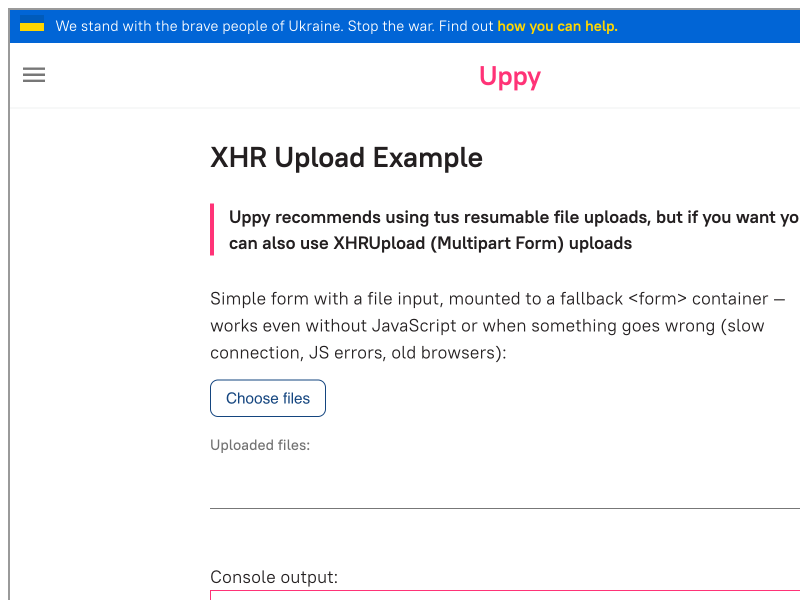 We stand with the brave people of Ukraine. Stop the war. Find out how you can help.
Uppy
XHR Upload Example
Uppy recommends using tus resumable file uploads, but if you want yo
can also use XHRUpload (Multipart Form) uploads
Simple form with a file input, mounted to a fallback <form> container —
works even without JavaScript or when something goes wrong (slow
connection, JS errors, old browsers):
Choose files
Uploaded files:
Console output: